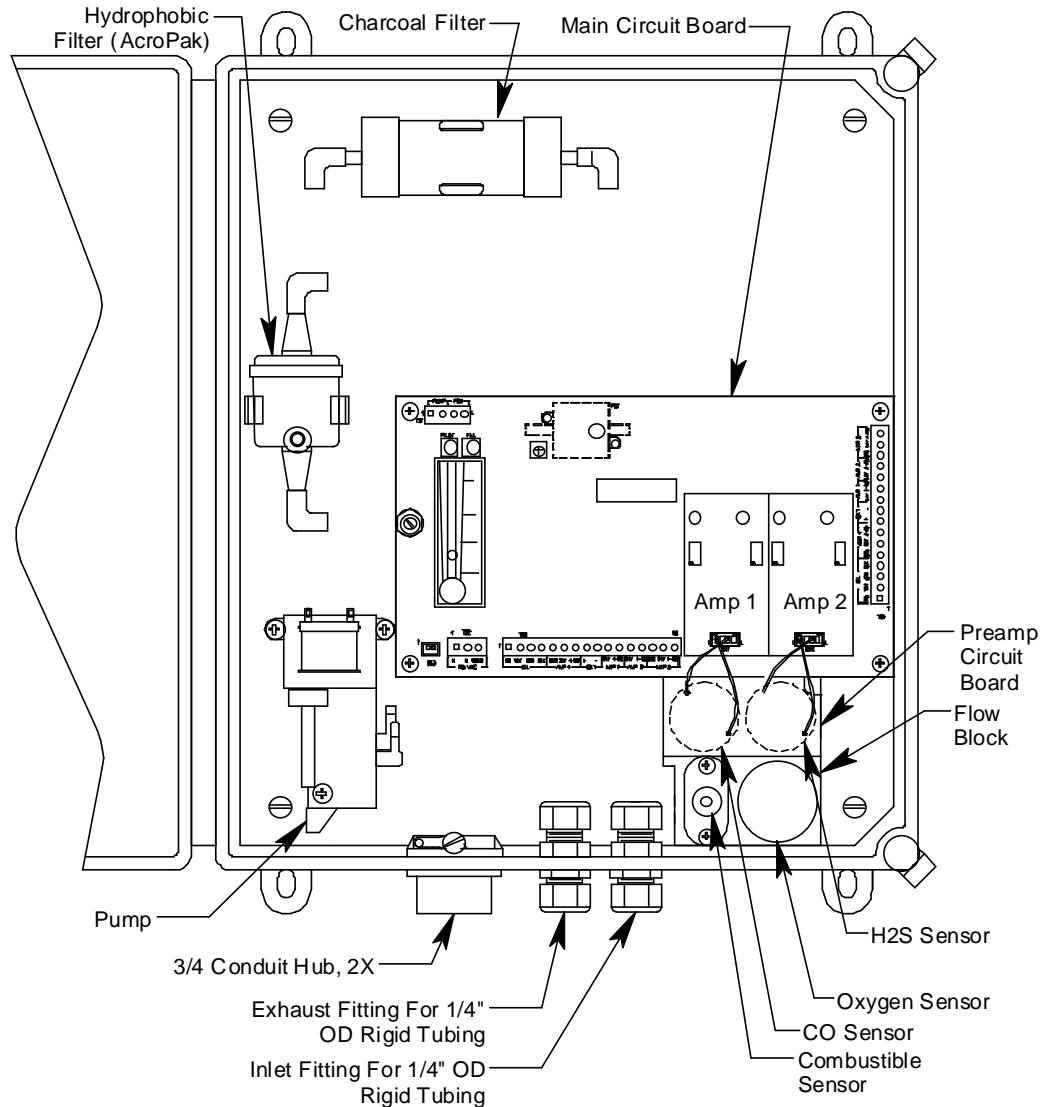 Hydrophobic
Filter (AcroPak)
Charcoal Filter
Main Circuit Board
Amp 1
Amp 2
Preamp
Circuit
Board
Flow
Block
Pump
3/4 Conduit Hub, 2X
Exhaust Fitting For 1/4"
OD Rigid Tubing
Inlet Fitting For 1/4" OD
Rigid Tubing
H2S Sensor
Oxygen Sensor
CO Sensor
Combustible
Sensor